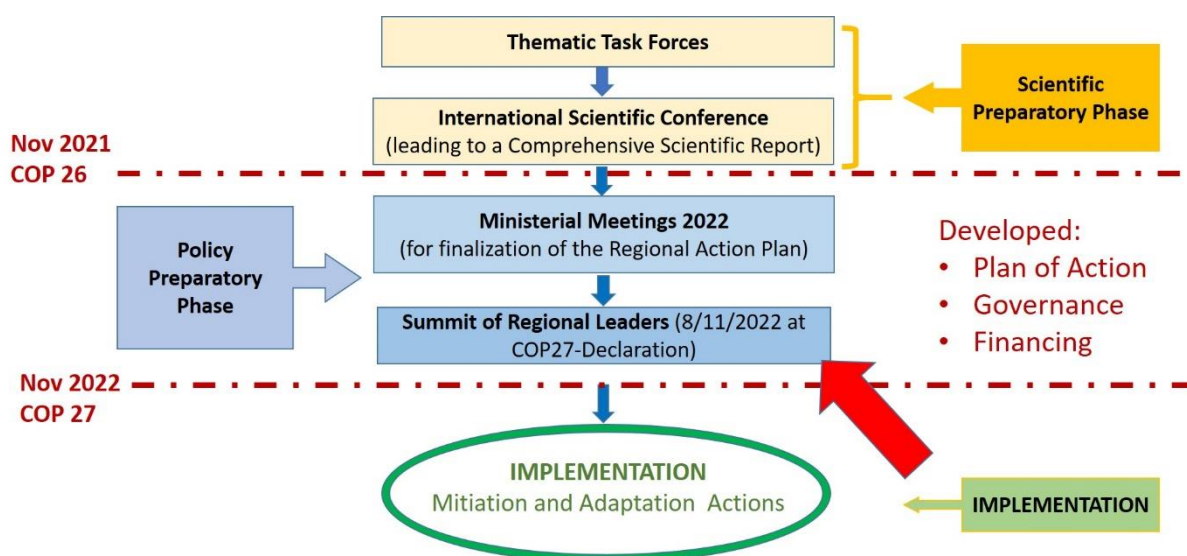 Thematic Task Forces
International Scientific Conference
(leading to a Comprehensive Scientific Report)
Scientific
Preparatory Phase
Nov 2021
COP 26
Policy
Preparatory
Phase
Ministerial Meetings 2022
(for finalization of the Regional Action Plan)
Summit of Regional Leaders (8/11/2022 at
COP27-Declaration)
Developed:
• Plan of Action
• Governance
• Financing
Nov 2022
COP 27
IMPLEMENTATION
Mitiation and Adaptation Actions
IMPLEMENTATION